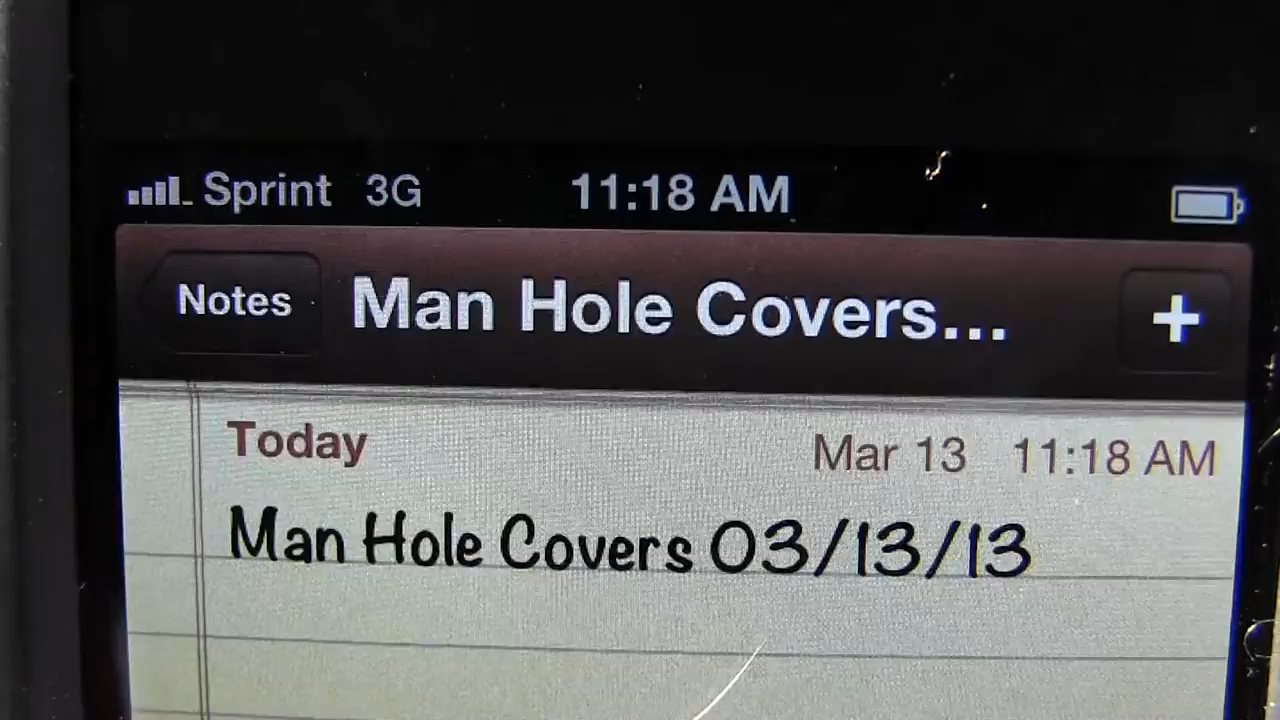 Sprint 3G 11:18 AM
Notes Man Hole Covers... +
Today Mar 13 11:18 AM
Man Hole Covers 03/13/13